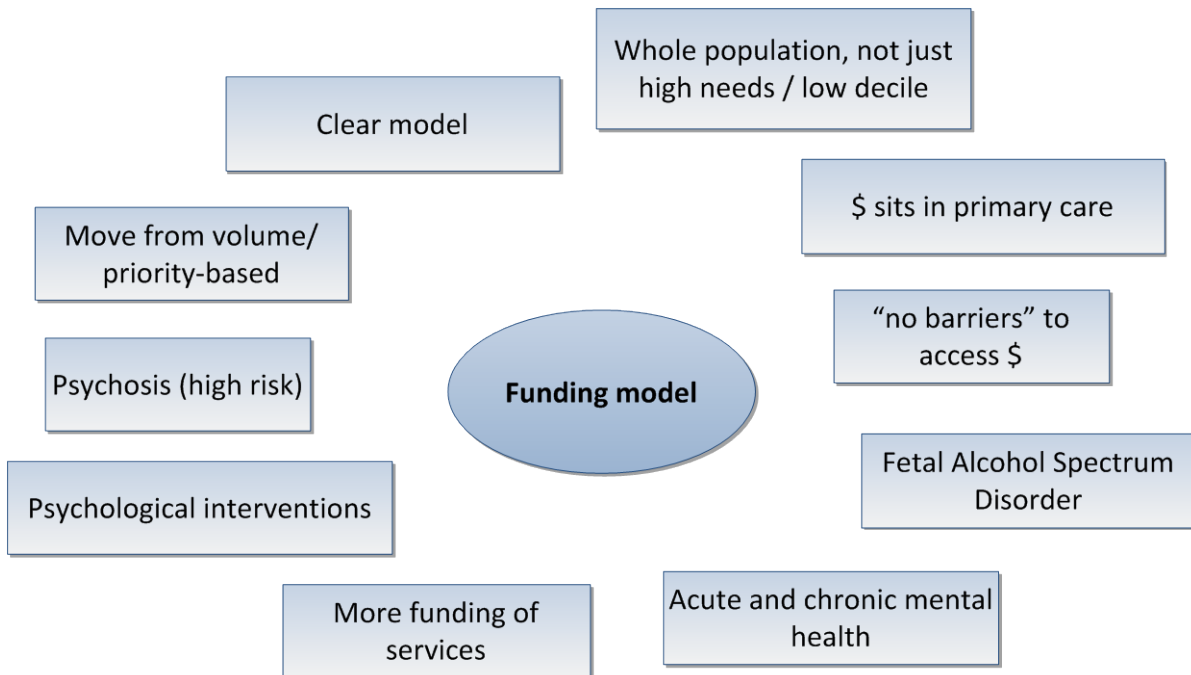 Whole population, not just
high needs / low decile
Clear model
$ sits in primary care
Move from volume/
priority-based
“no barriers” to
access $
Psychosis (high risk)
Funding model
Fetal Alcohol Spectrum
Disorder
Psychological interventions
Acute and chronic mental
health
More funding of
services